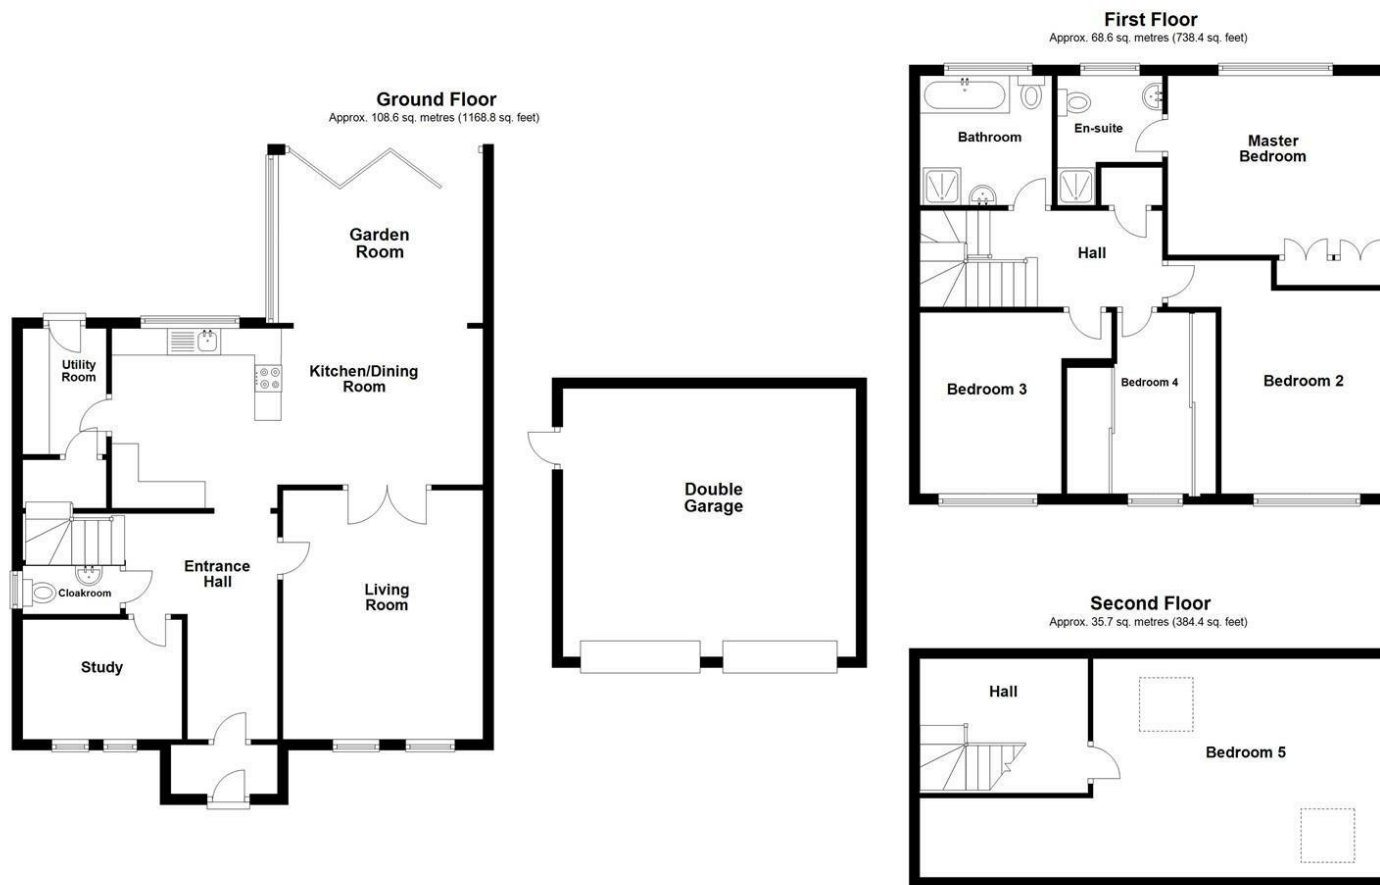 Ground Floor
Approx. 108.6 sq. metres (1168.8 sq. feet)
Garden
Room
Utility
Room
Kitchen/Dining
Room
Entrance
Hall
Cloakroom
Living
Room
Study
Double
Garage
First Floor
Approx. 68.6 sq. metres (738.4 sq. feet)
Bathroom
En-suite
Master
Bedroom
Hall
Bedroom 3
Bedroom 4
Bedroom 2
Second Floor
Approx. 35.7 sq. metres (384.4 sq. feet)
Hall
Bedroom 5